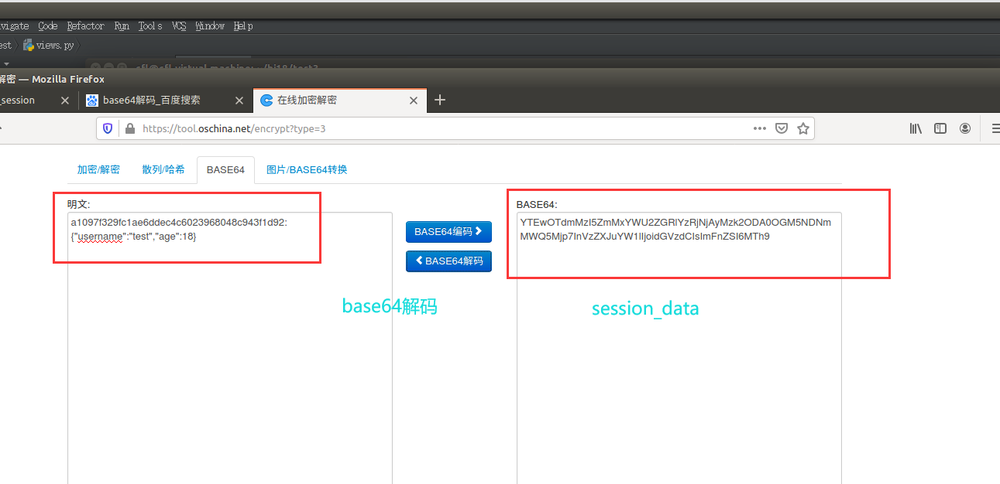 Code Refactor Run Tools VCS Window Help
views.py
解密 — Mozilla Firefox
_session
base64解码_百度搜索
在线加密解密
https://tool.oschina.net/encrypt?type=3
加密/解密 散列/哈希 BASE64 图片/BASE64转换
明文:
a1097f329fc1ae6ddec4c6023968048c943f1d92:
{"username":"test","age":18}
BASE64编码
BASE64解码
BASE64:
YTEwOTdmMzI5ZmMxYWU2ZGRlYzRjNjAyMzk2ODA0OGM5NDNm
MWQ5Mjp7InVzZXJuYW1lIjoidGVzdCIsImFnZSI6MTh9
base64解码
session_data